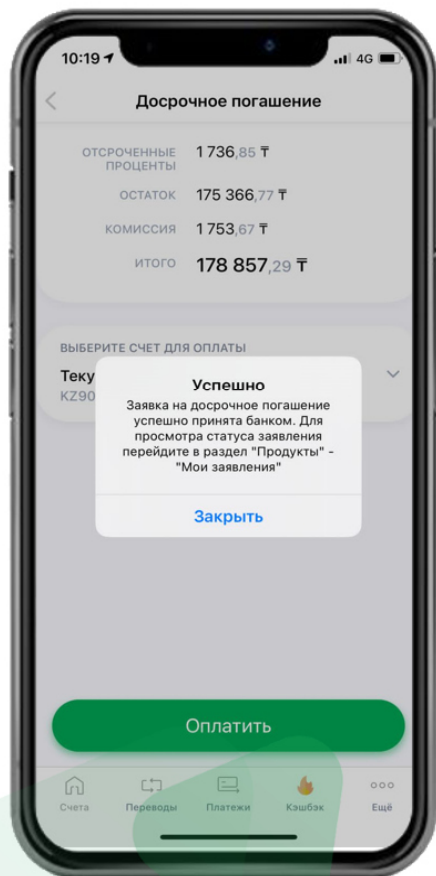 10:19
4G
Досрочное погашение
ОТСРОЧЕННЫЕ 1 736,85 ₸
ПРОЦЕНТЫ
ОСТАТОК 175 366,77 ₸
КОМИССИЯ 1 753,67 ₸
ИТОГО 178 857,29 ₸
ВЫБЕРИТЕ СЧЕТ ДЛЯ ОПЛАТЫ
Теку
KZ90
Успешно
Заявка на досрочное погашение
успешно принята банком. Для
просмотра статуса заявления
перейдите в раздел "Продукты" -
"Мои заявления"
Закрыть
Оплатить
Счета Переводы Платежи Кэшбэк Ещё